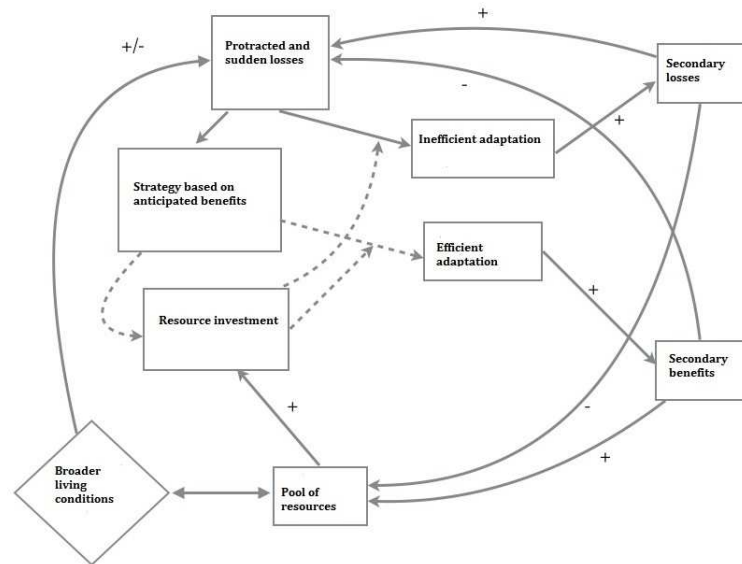 +
+/-
Protracted and
sudden losses
Secondary
losses
-
+
Inefficient adaptation
Strategy based on
anticipated benefits
Efficient
adaptation
+
Resource investment
Secondary
benefits
+
-
+
Broader
living
conditions
Pool of
resources